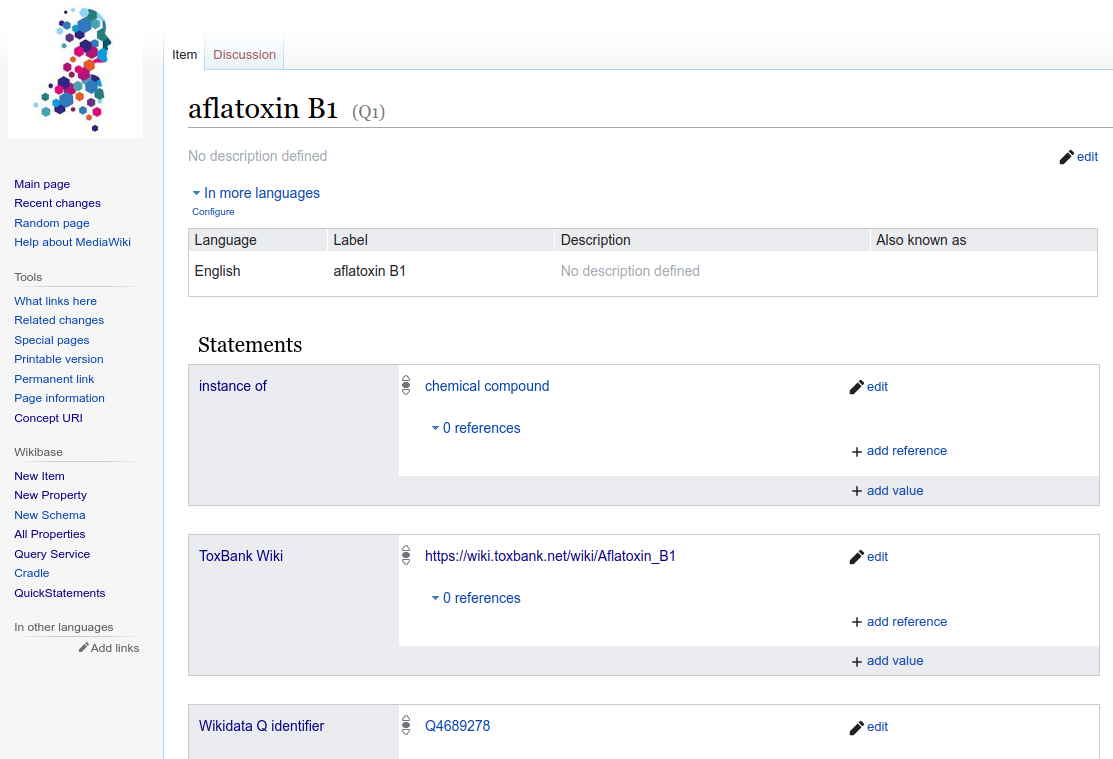 Item Discussion
aflatoxin B1 (Q1)
No description defined
edit
In more languages
Configure
Language Label Description Also known as
English aflatoxin B1 No description defined
Statements
instance of
chemical compound
edit
0 references
add reference
add value
ToxBank Wiki
https://wiki.toxbank.net/wiki/Aflatoxin_B1
edit
0 references
add reference
add value
Wikidata Q identifier
Q4689278
edit
Main page
Recent changes
Random page
Help about MediaWiki
Tools
What links here
Related changes
Special pages
Printable version
Permanent link
Page information
Concept URI
Wikibase
New Item
New Property
New Schema
All Properties
Query Service
Cradle
QuickStatements
In other languages
Add links